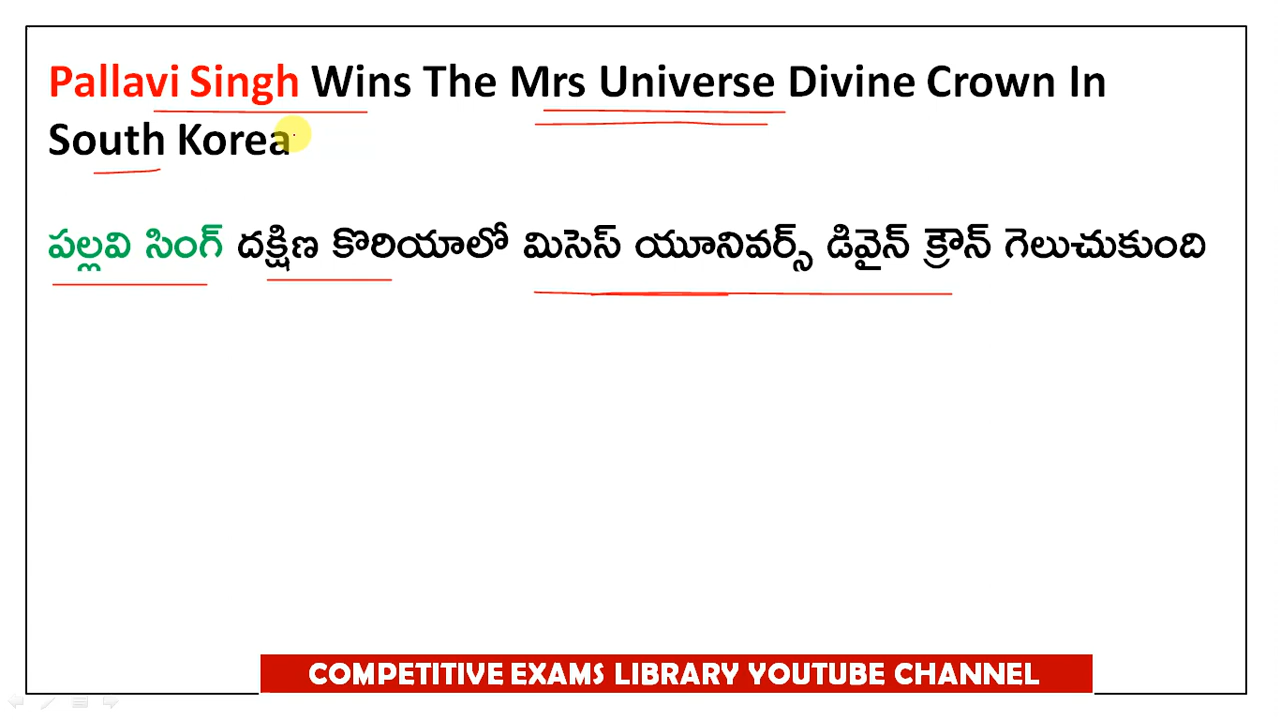 Pallavi Singh Wins The Mrs Universe Divine Crown In
South Korea
పల్లవి సింగ్ దక్షిణ కొరియాలో మిసెస్ యూనివర్స్ డివైన్ క్రౌన్ గెలుచుకుంది
COMPETITIVE EXAMS LIBRARY YOUTUBE CHANNEL